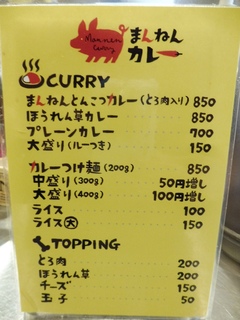 Mannen Curry
まんねん
カレー
CURRY
まんねんとんこつカレー(とろ肉入り) 850
ほうれん草カレー 850
プレーンカレー 700
大盛り(ルーつき) 150
カレーつけ麺(200g) 850
中盛り(300g) 50円増し
大盛り(400g) 100円増し
ライス 100
ライス大 150
TOPPING
とろ肉 200
ほうれん草 200
チーズ 150
玉子 50